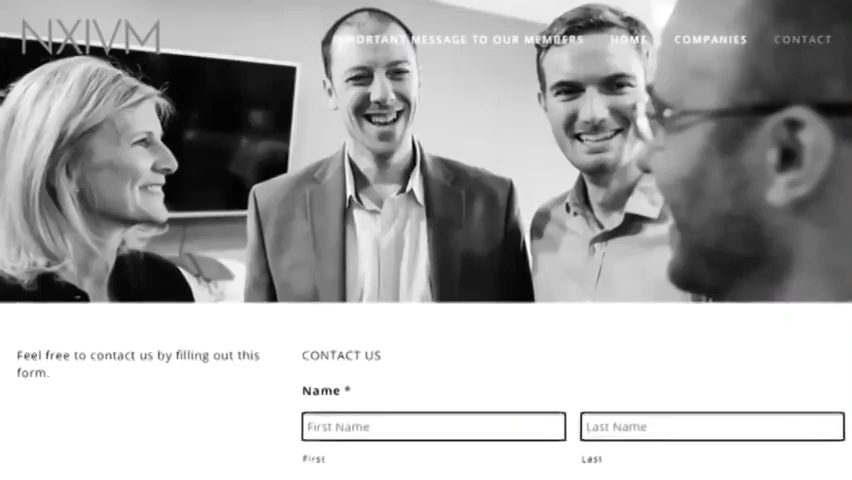 NXIVM
IMPORTANT MESSAGE TO OUR MEMBERS HOME COMPANIES CONTACT
Feel free to contact us by filling out this
form.
CONTACT US
Name *
First Name Last Name
First Last